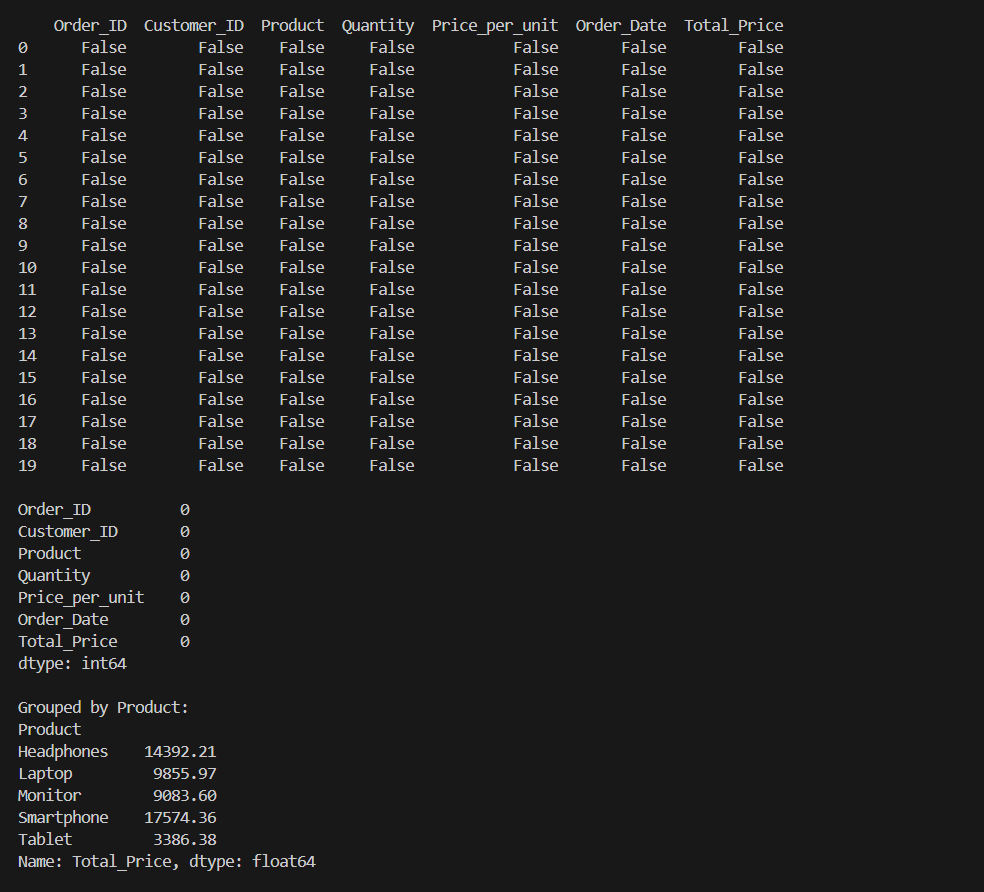 Order_ID  Customer_ID  Product  Quantity  Price_per_unit  Order_Date  Total_Price
0      False        False    False     False           False       False        False
1      False        False    False     False           False       False        False
2      False        False    False     False           False       False        False
3      False        False    False     False           False       False        False
4      False        False    False     False           False       False        False
5      False        False    False     False           False       False        False
6      False        False    False     False           False       False        False
7      False        False    False     False           False       False        False
8      False        False    False     False           False       False        False
9      False        False    False     False           False       False        False
10     False        False    False     False           False       False        False
11     False        False    False     False           False       False        False
12     False        False    False     False           False       False        False
13     False        False    False     False           False       False        False
14     False        False    False     False           False       False        False
15     False        False    False     False           False       False        False
16     False        False    False     False           False       False        False
17     False        False    False     False           False       False        False
18     False        False    False     False           False       False        False
19     False        False    False     False           False       False        False

Order_ID          0
Customer_ID       0
Product           0
Quantity          0
Price_per_unit    0
Order_Date        0
Total_Price       0
dtype: int64

Grouped by Product:
Product
Headphones    14392.21
Laptop         9855.97
Monitor        9083.60
Smartphone    17574.36
Tablet         3386.38
Name: Total_Price, dtype: float64